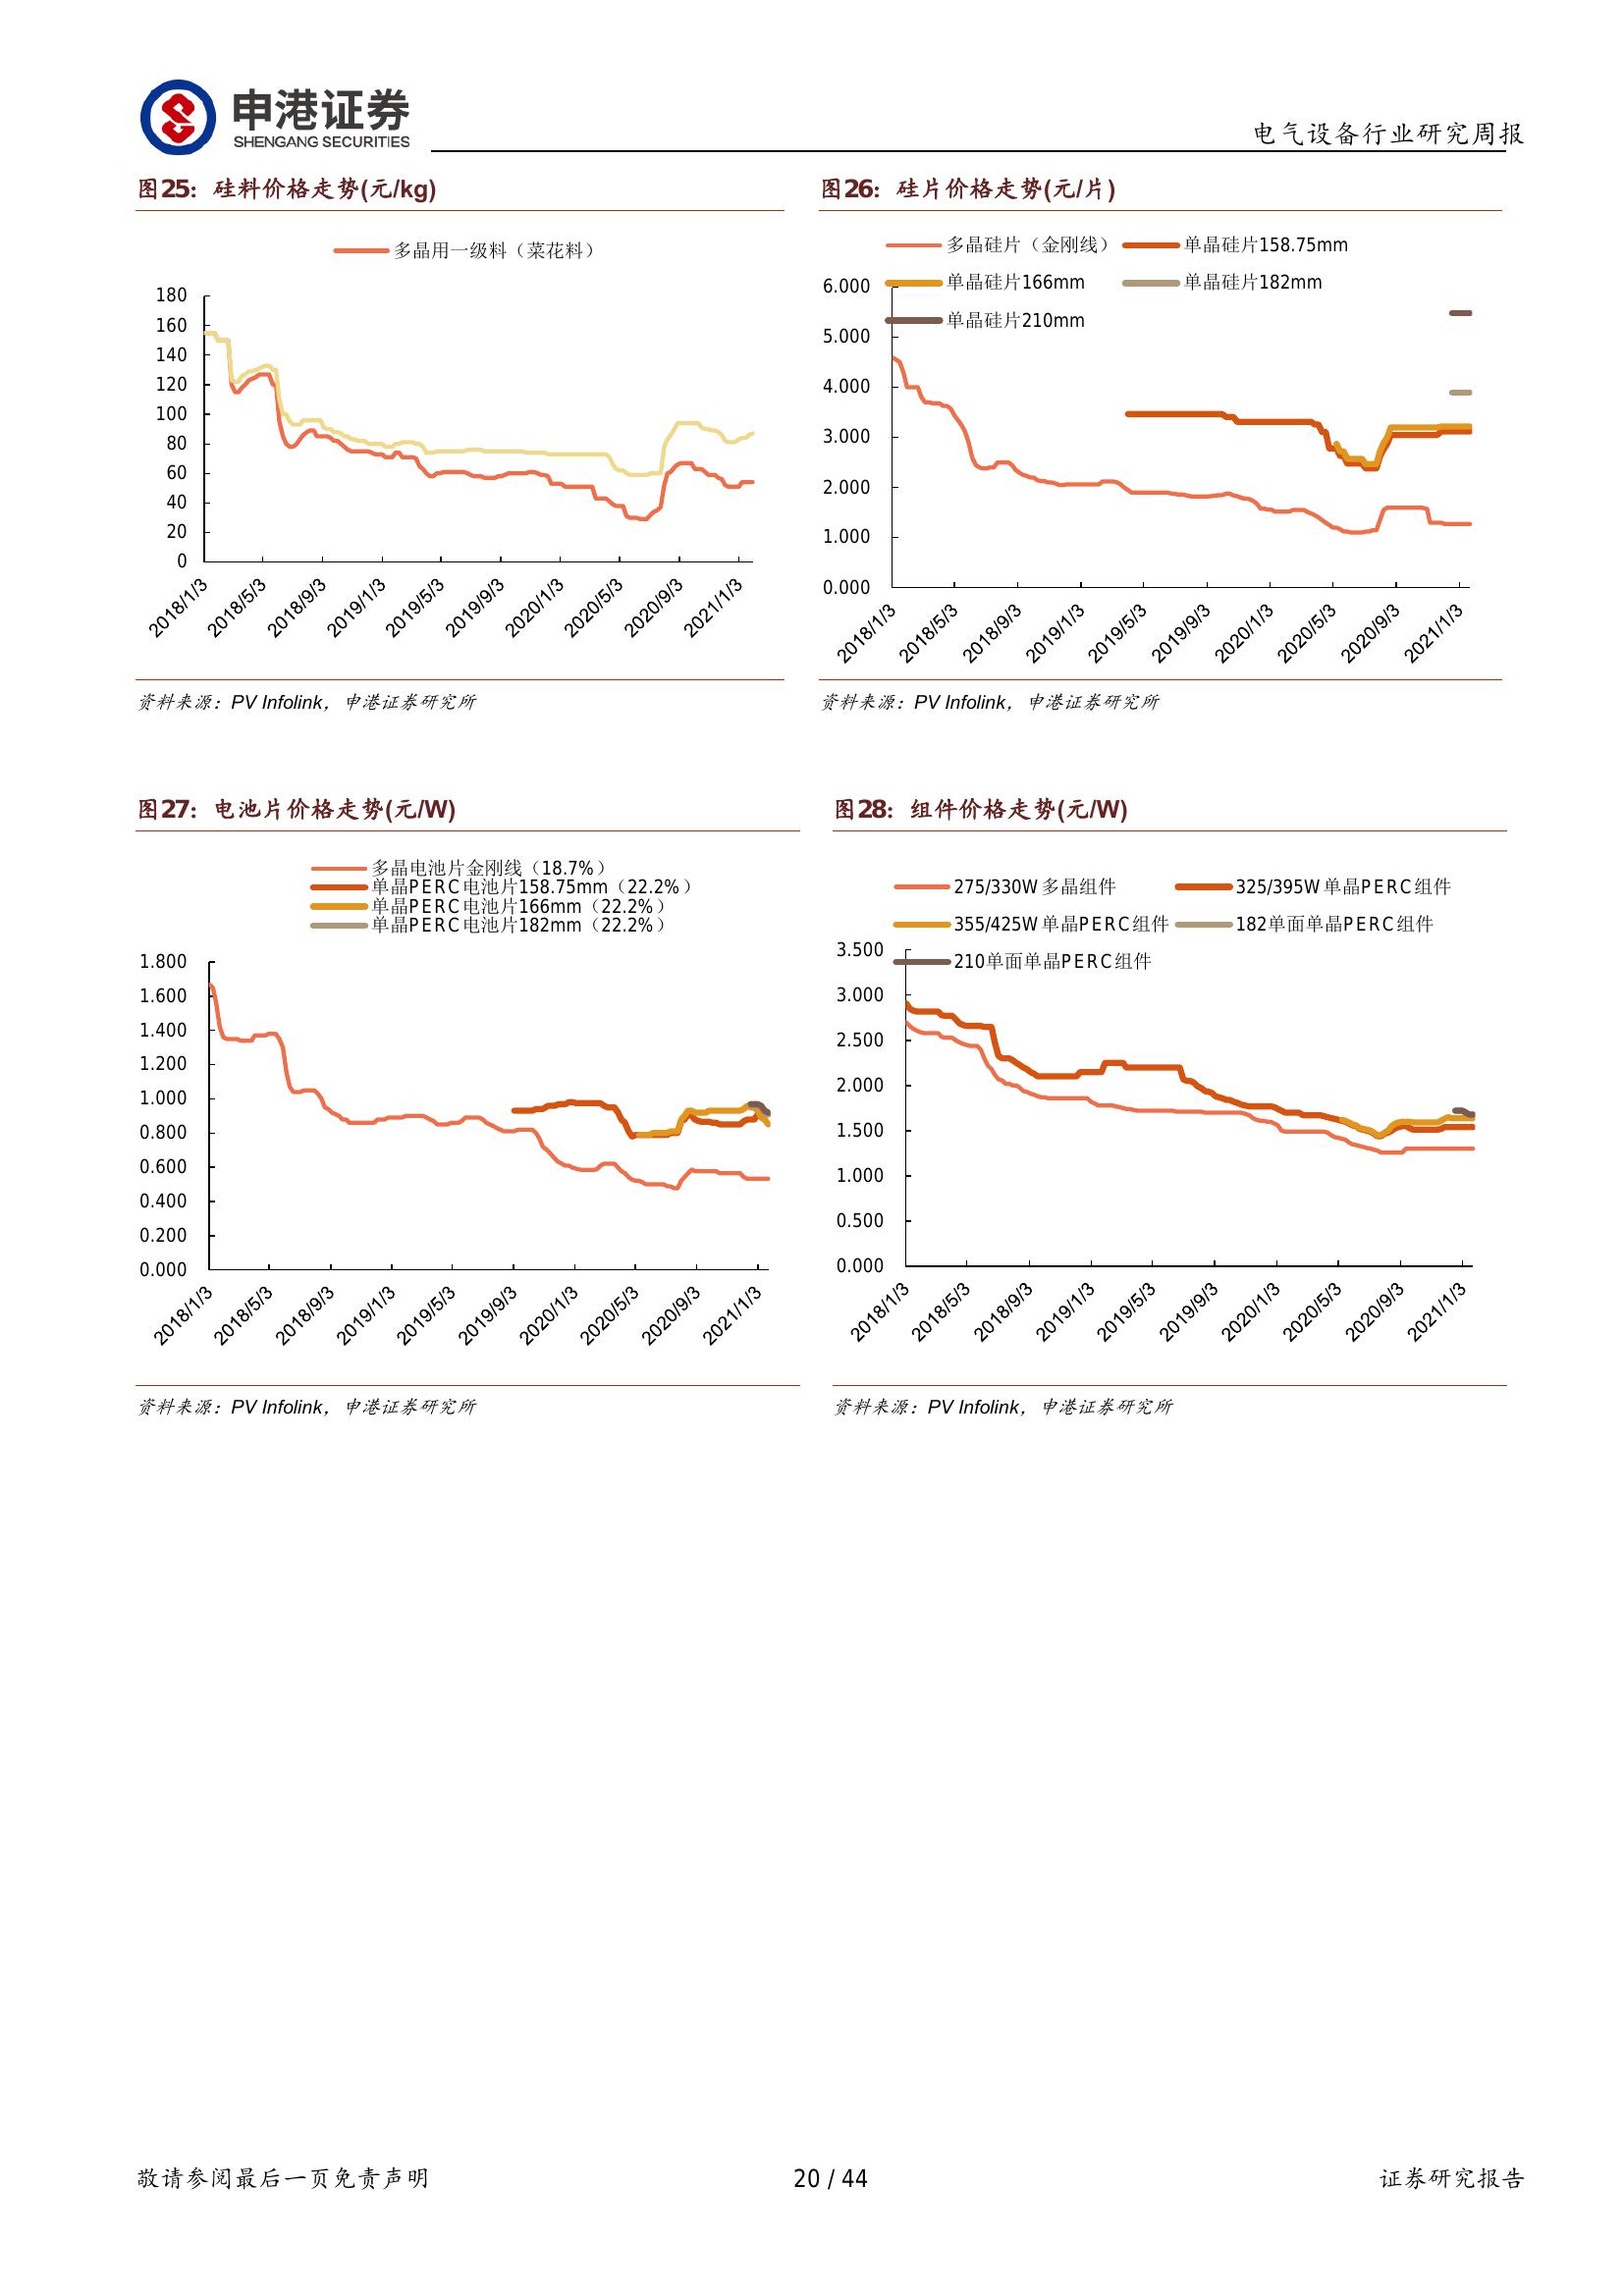 申港证券
SHENGANG SECURITIES
电气设备行业研究周报
图25：硅料价格走势(元/kg)
多晶用一级料（菜花料）
180
160
140
120
100
80
60
40
20
0
2018/1/3
2018/5/3
2018/9/3
2019/1/3
2019/5/3
2019/9/3
2020/1/3
2020/5/3
2020/9/3
2021/1/3
资料来源：PV Infolink，申港证券研究所
图26：硅片价格走势(元/片)
多晶硅片（金刚线）
单晶硅片158.75mm
单晶硅片166mm
单晶硅片182mm
单晶硅片210mm
6.000
5.000
4.000
3.000
2.000
1.000
0.000
2018/1/3
2018/5/3
2018/9/3
2019/1/3
2019/5/3
2019/9/3
2020/1/3
2020/5/3
2020/9/3
2021/1/3
资料来源：PV Infolink，申港证券研究所
图27：电池片价格走势(元/W)
多晶电池片金刚线（18.7%）
单晶PERC电池片158.75mm（22.2%）
单晶PERC电池片166mm（22.2%）
单晶PERC电池片182mm（22.2%）
1.800
1.600
1.400
1.200
1.000
0.800
0.600
0.400
0.200
0.000
2018/1/3
2018/5/3
2018/9/3
2019/1/3
2019/5/3
2019/9/3
2020/1/3
2020/5/3
2020/9/3
2021/1/3
资料来源：PV Infolink，申港证券研究所
图28：组件价格走势(元/W)
275/330W多晶组件
325/395W单晶PERC组件
355/425W单晶PERC组件
182单面单晶PERC组件
210单面单晶PERC组件
3.500
3.000
2.500
2.000
1.500
1.000
0.500
0.000
2018/1/3
2018/5/3
2018/9/3
2019/1/3
2019/5/3
2019/9/3
2020/1/3
2020/5/3
2020/9/3
2021/1/3
资料来源：PV Infolink，申港证券研究所
敬请参阅最后一页免责声明
20 / 44
证券研究报告